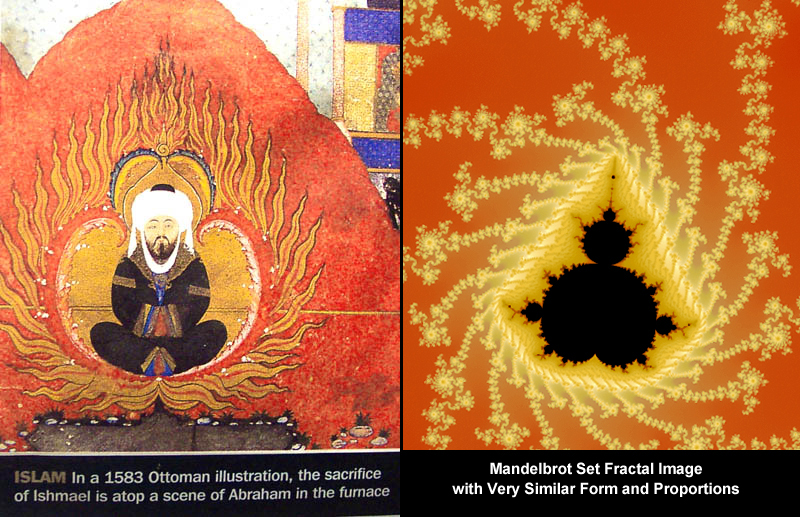 ISLAM In a 1583 Ottoman illustration, the sacrifice
of Ishmael is atop a scene of Abraham in the furnace
Mandelbrot Set Fractal Image
with Very Similar Form and Proportions